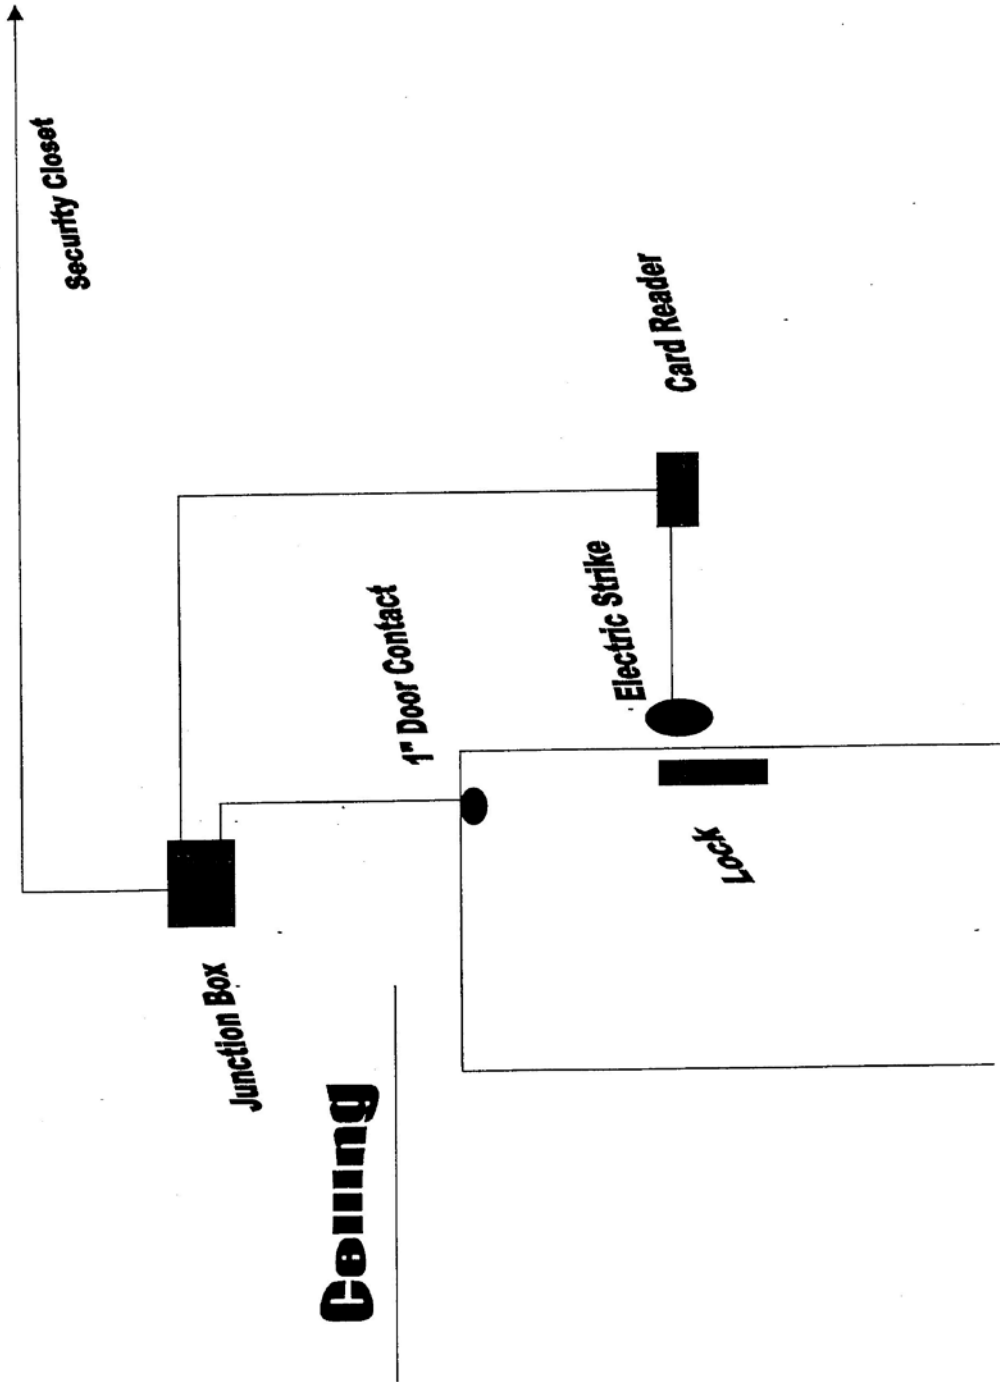 Security Closet
Junction Box
Ceiling
1" Door Contact
Card Reader
Electric Strike
Lock